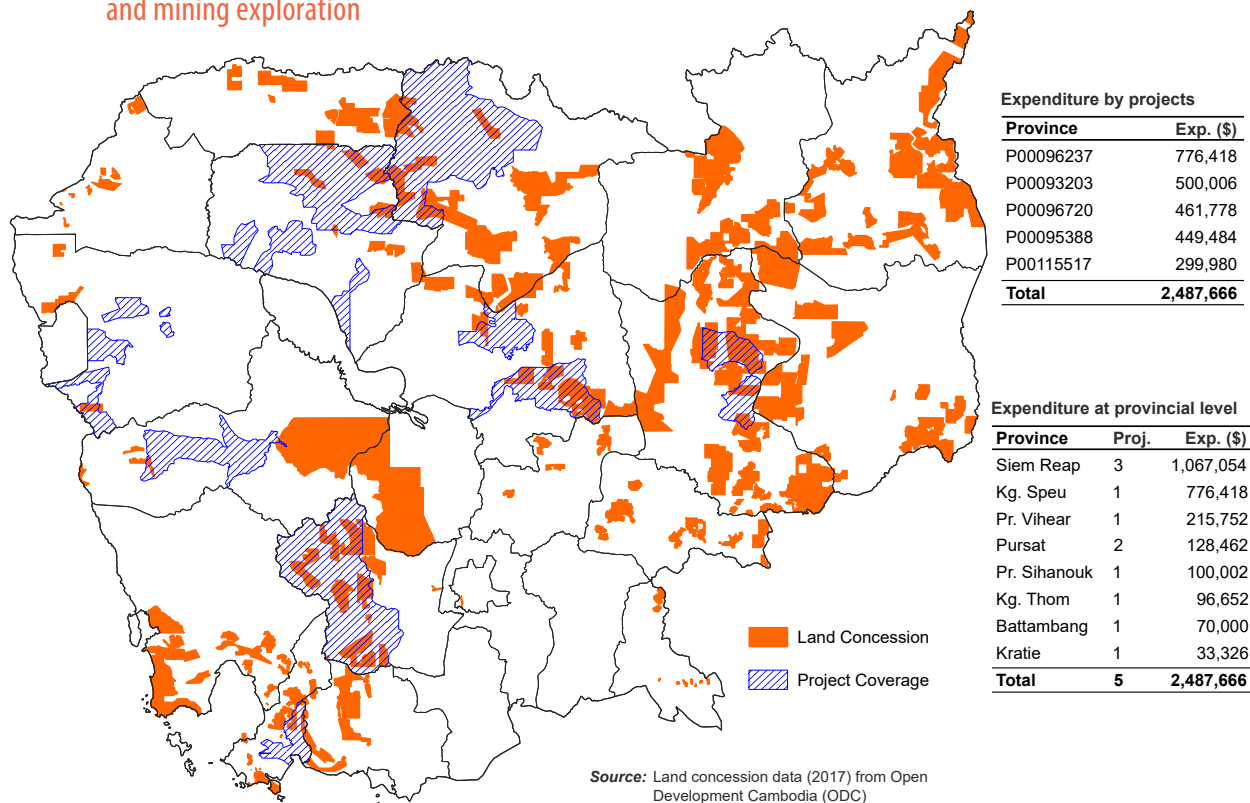 and mining exploration
Expenditure by projects
Province Exp. ($)
P00096237 776,418
P00093203 500,006
P00096720 461,778
P00095388 449,484
P00115517 299,980
Total 2,487,666
Expenditure at provincial level
Province Proj. Exp. ($)
Siem Reap 3 1,067,054
Kg. Speu 1 776,418
Pr. Vihear 1 215,752
Pursat 2 128,462
Pr. Sihanouk 1 100,002
Kg. Thom 1 96,652
Battambang 1 70,000
Kratie 1 33,326
Total 5 2,487,666
Land Concession
Project Coverage
Source: Land concession data (2017) from Open
Development Cambodia (ODC)